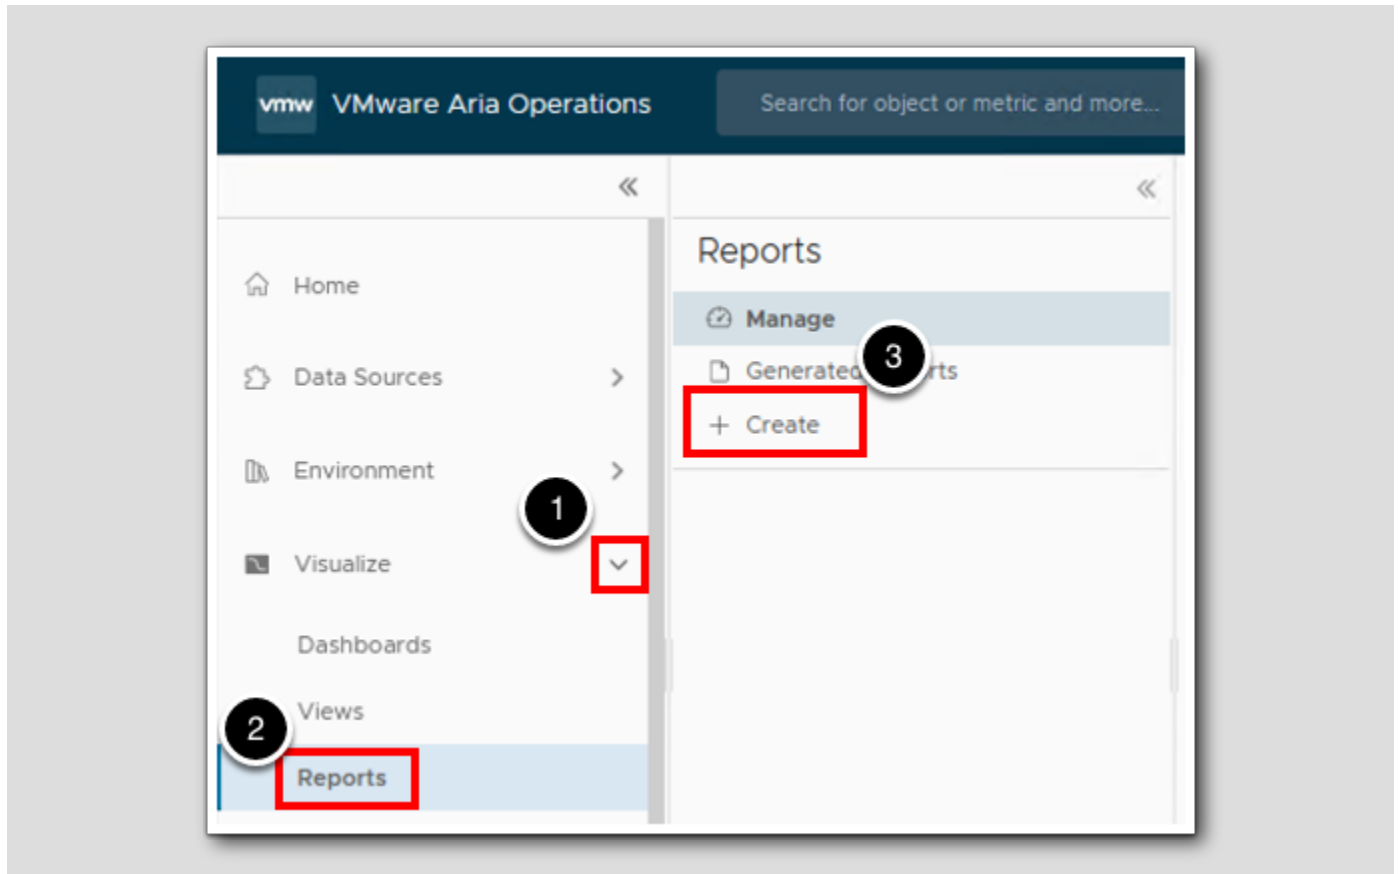 vmw VMware Aria Operations
Search for object or metric and more...
Home
Data Sources
Environment
1
Visualize
Dashboards
Views
2
Reports
Reports
Manage
3
Generated
Create